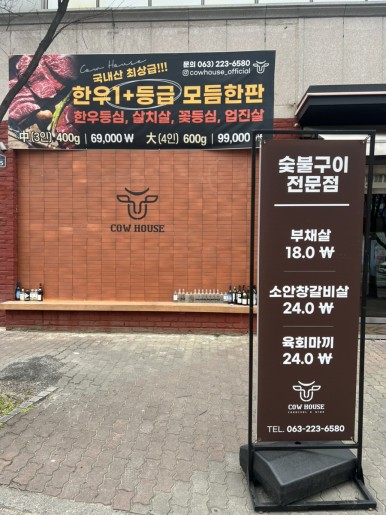 Cow House
문의 063) 223-6580
국내산 최상급!!!
@cowhouse_official
한우1+등급 모듬한판
한우등심, 살치살, 꽃등심, 업진살
中(3인) 400g | 69,000 ₩ 大(4인) 600g | 99,000
COW HOUSE
숯불구이
전문점
부채살
18.0 ₩
소안창갈비살
24.0 ₩
육회마끼
24.0 ₩
COW HOUSE
TEL. 063-223-6580